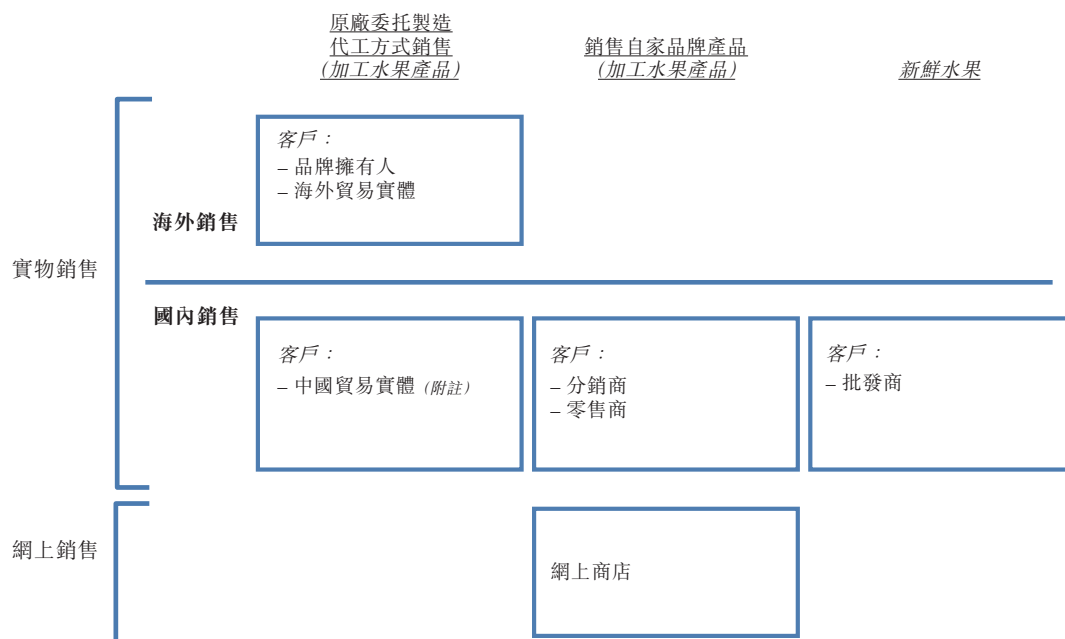 原廠委托製造
代工方式銷售
(加工水果產品)
銷售自家品牌產品
(加工水果產品)
新鮮水果
實物銷售
海外銷售
客戶：
– 品牌擁有人
– 海外貿易實體
國內銷售
客戶：
– 中國貿易實體 (附註)
客戶：
– 分銷商
– 零售商
客戶：
– 批發商
網上銷售
網上商店